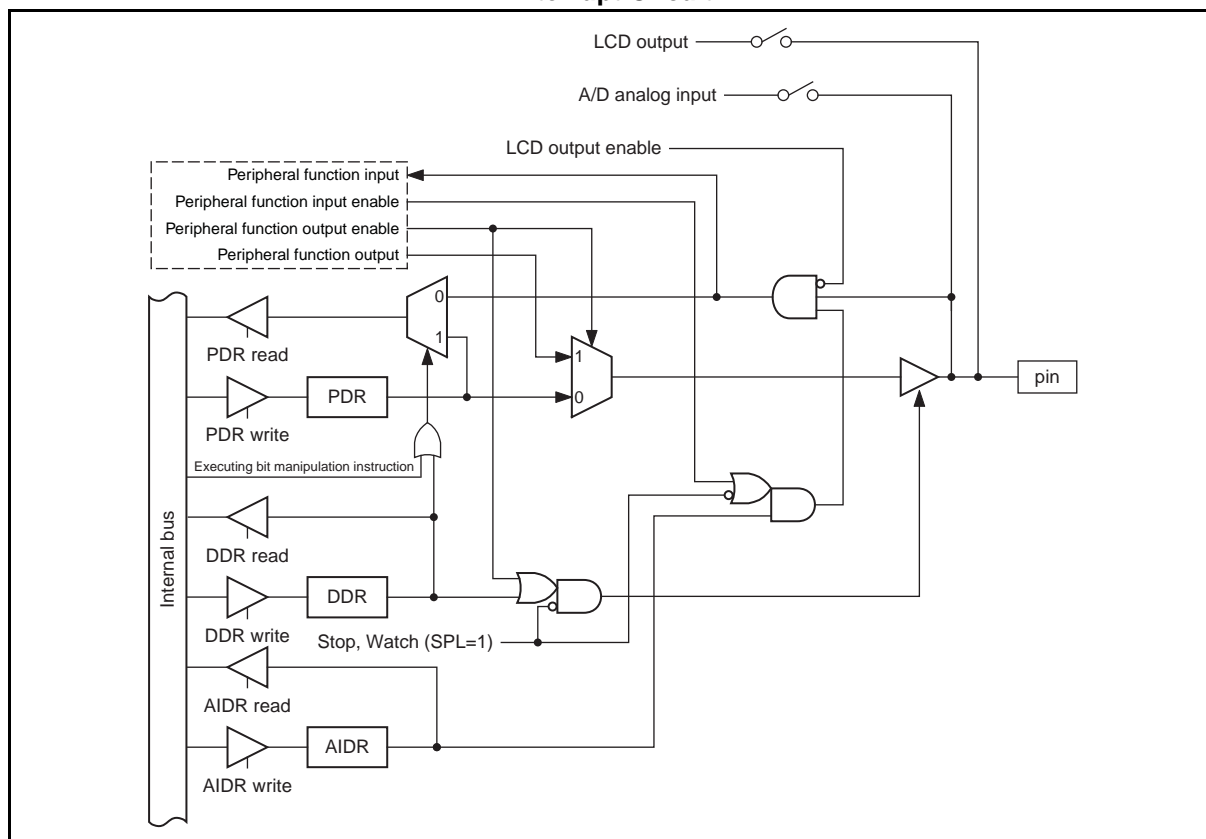 LCD output
A/D analog input
LCD output enable
Peripheral function input
Peripheral function input enable
Peripheral function output enable
Peripheral function output
0
1
PDR read
1
pin
PDR
0
PDR write
Executing bit manipulation instruction
Internal bus
DDR read
DDR
DDR write
Stop, Watch (SPL=1)
AIDR read
AIDR
AIDR write